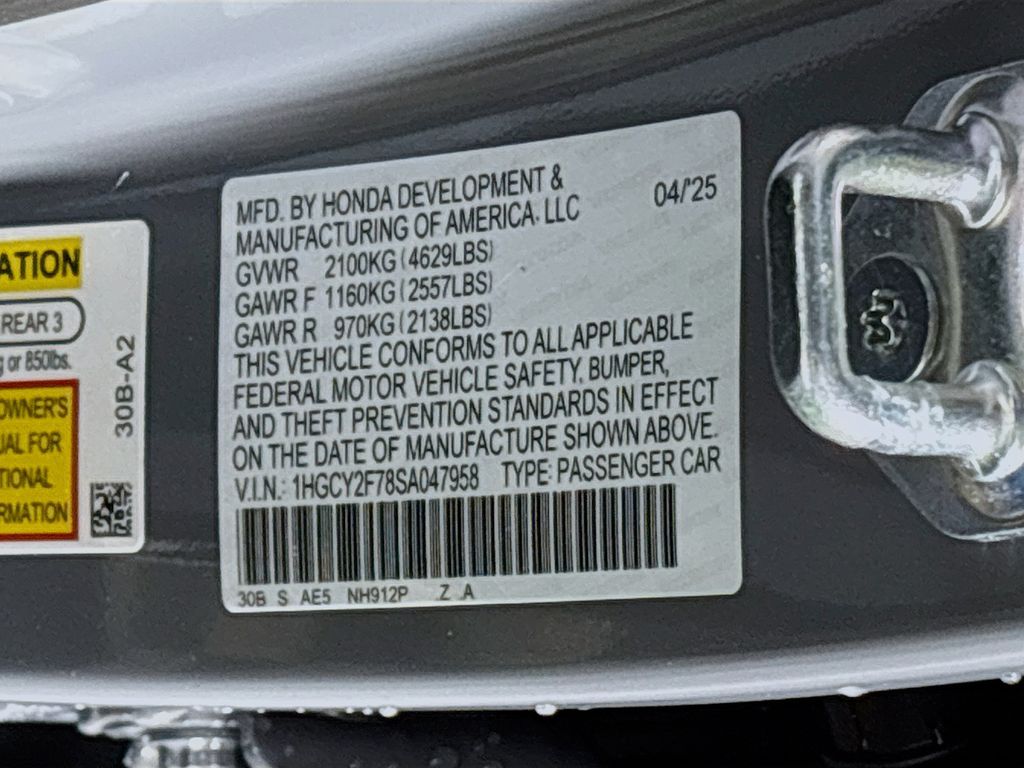 MFD. BY HONDA DEVELOPMENT &
MANUFACTURING OF AMERICA, LLC
04/'25
GVWR 2100KG (4629LBS)
GAWR F 1160KG (2557LBS)
GAWR R 970KG (2138LBS)
THIS VEHICLE CONFORMS TO ALL APPLICABLE
FEDERAL MOTOR VEHICLE SAFETY, BUMPER,
AND THEFT PREVENTION STANDARDS IN EFFECT
ON THE DATE OF MANUFACTURE SHOWN ABOVE.
V.I.N.: 1HGCY2F78SA047958 TYPE: PASSENGER CAR
30B S AE5 NH912P Z A
ATION
REAR 3
g or 850lbs.
OWNER'S
UAL FOR
TIONAL
RMATION
30B-A2